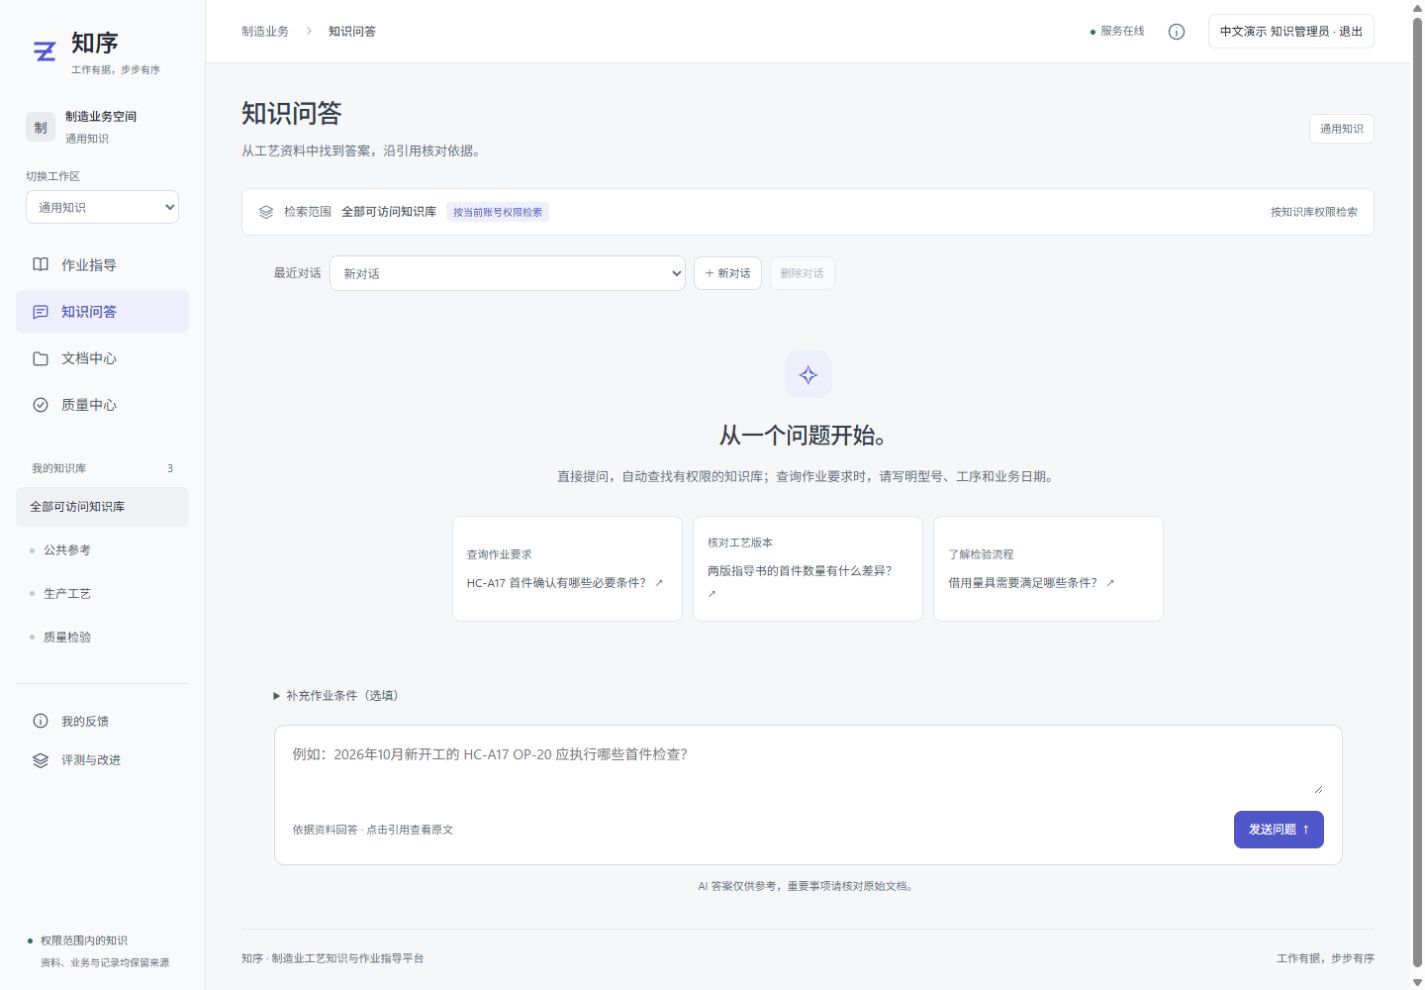 知序
工作有据，步步有序
制
制造业务空间
通用知识
切换工作区
通用知识
作业指导
知识问答
文档中心
质量中心
我的知识库 3
全部可访问知识库
公共参考
生产工艺
质量检验
我的反馈
评测与改进
权限范围内的知识
资料、业务与记录均保留来源
制造业务 > 知识问答
服务在线
中文演示 知识管理员 · 退出
知识问答
从工艺资料中找到答案，沿引用核对依据。
通用知识
检索范围 全部可访问知识库 按当前账号权限检索
按知识库权限检索
最近对话 新对话 + 新对话 删除对话
从一个问题开始。
直接提问，自动查找有权限的知识库；查询作业要求时，请写明型号、工序和业务日期。
查询作业要求
HC-A17 首件确认有哪些必要条件？ ↗
核对工艺版本
两版指导书的首件数量有什么差异？
↗
了解检验流程
借用量具需要满足哪些条件？ ↗
▶ 补充作业条件（选填）
例如：2026年10月新开工的 HC-A17 OP-20 应执行哪些首件检查？
依据资料回答 · 点击引用查看原文
发送问题 ↑
AI 答案仅供参考，重要事项请核对原始文档。
知序 · 制造业工艺知识与作业指导平台
工作有据，步步有序